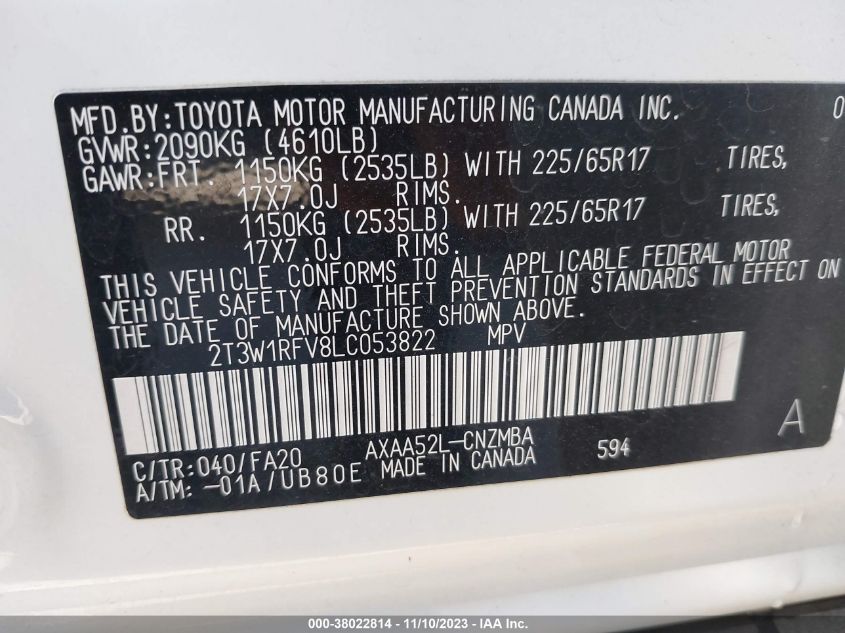 MFD.BY:TOYOTA MOTOR MANUFACTURING CANADA INC. 0
GVWR:2090KG (4610LB)
GAWR:FRT. 1150KG (2535LB) WITH 225/65R17 TIRES,
17X7.0J RIMS.
RR. 1150KG (2535LB) WITH 225/65R17 TIRES,
17X7.0J RIMS.
THIS VEHICLE CONFORMS TO ALL APPLICABLE FEDERAL MOTOR
VEHICLE SAFETY AND THEFT PREVENTION STANDARDS IN EFFECT ON
THE DATE OF MANUFACTURE SHOWN ABOVE.
2T3W1RFV8LC053822 MPV
A
C/TR:040/FA20 AXAA52L-CNZMBA 594
A/TM:-01A/UB80E MADE IN CANADA
000-38022814 - 11/10/2023 - IAA Inc.